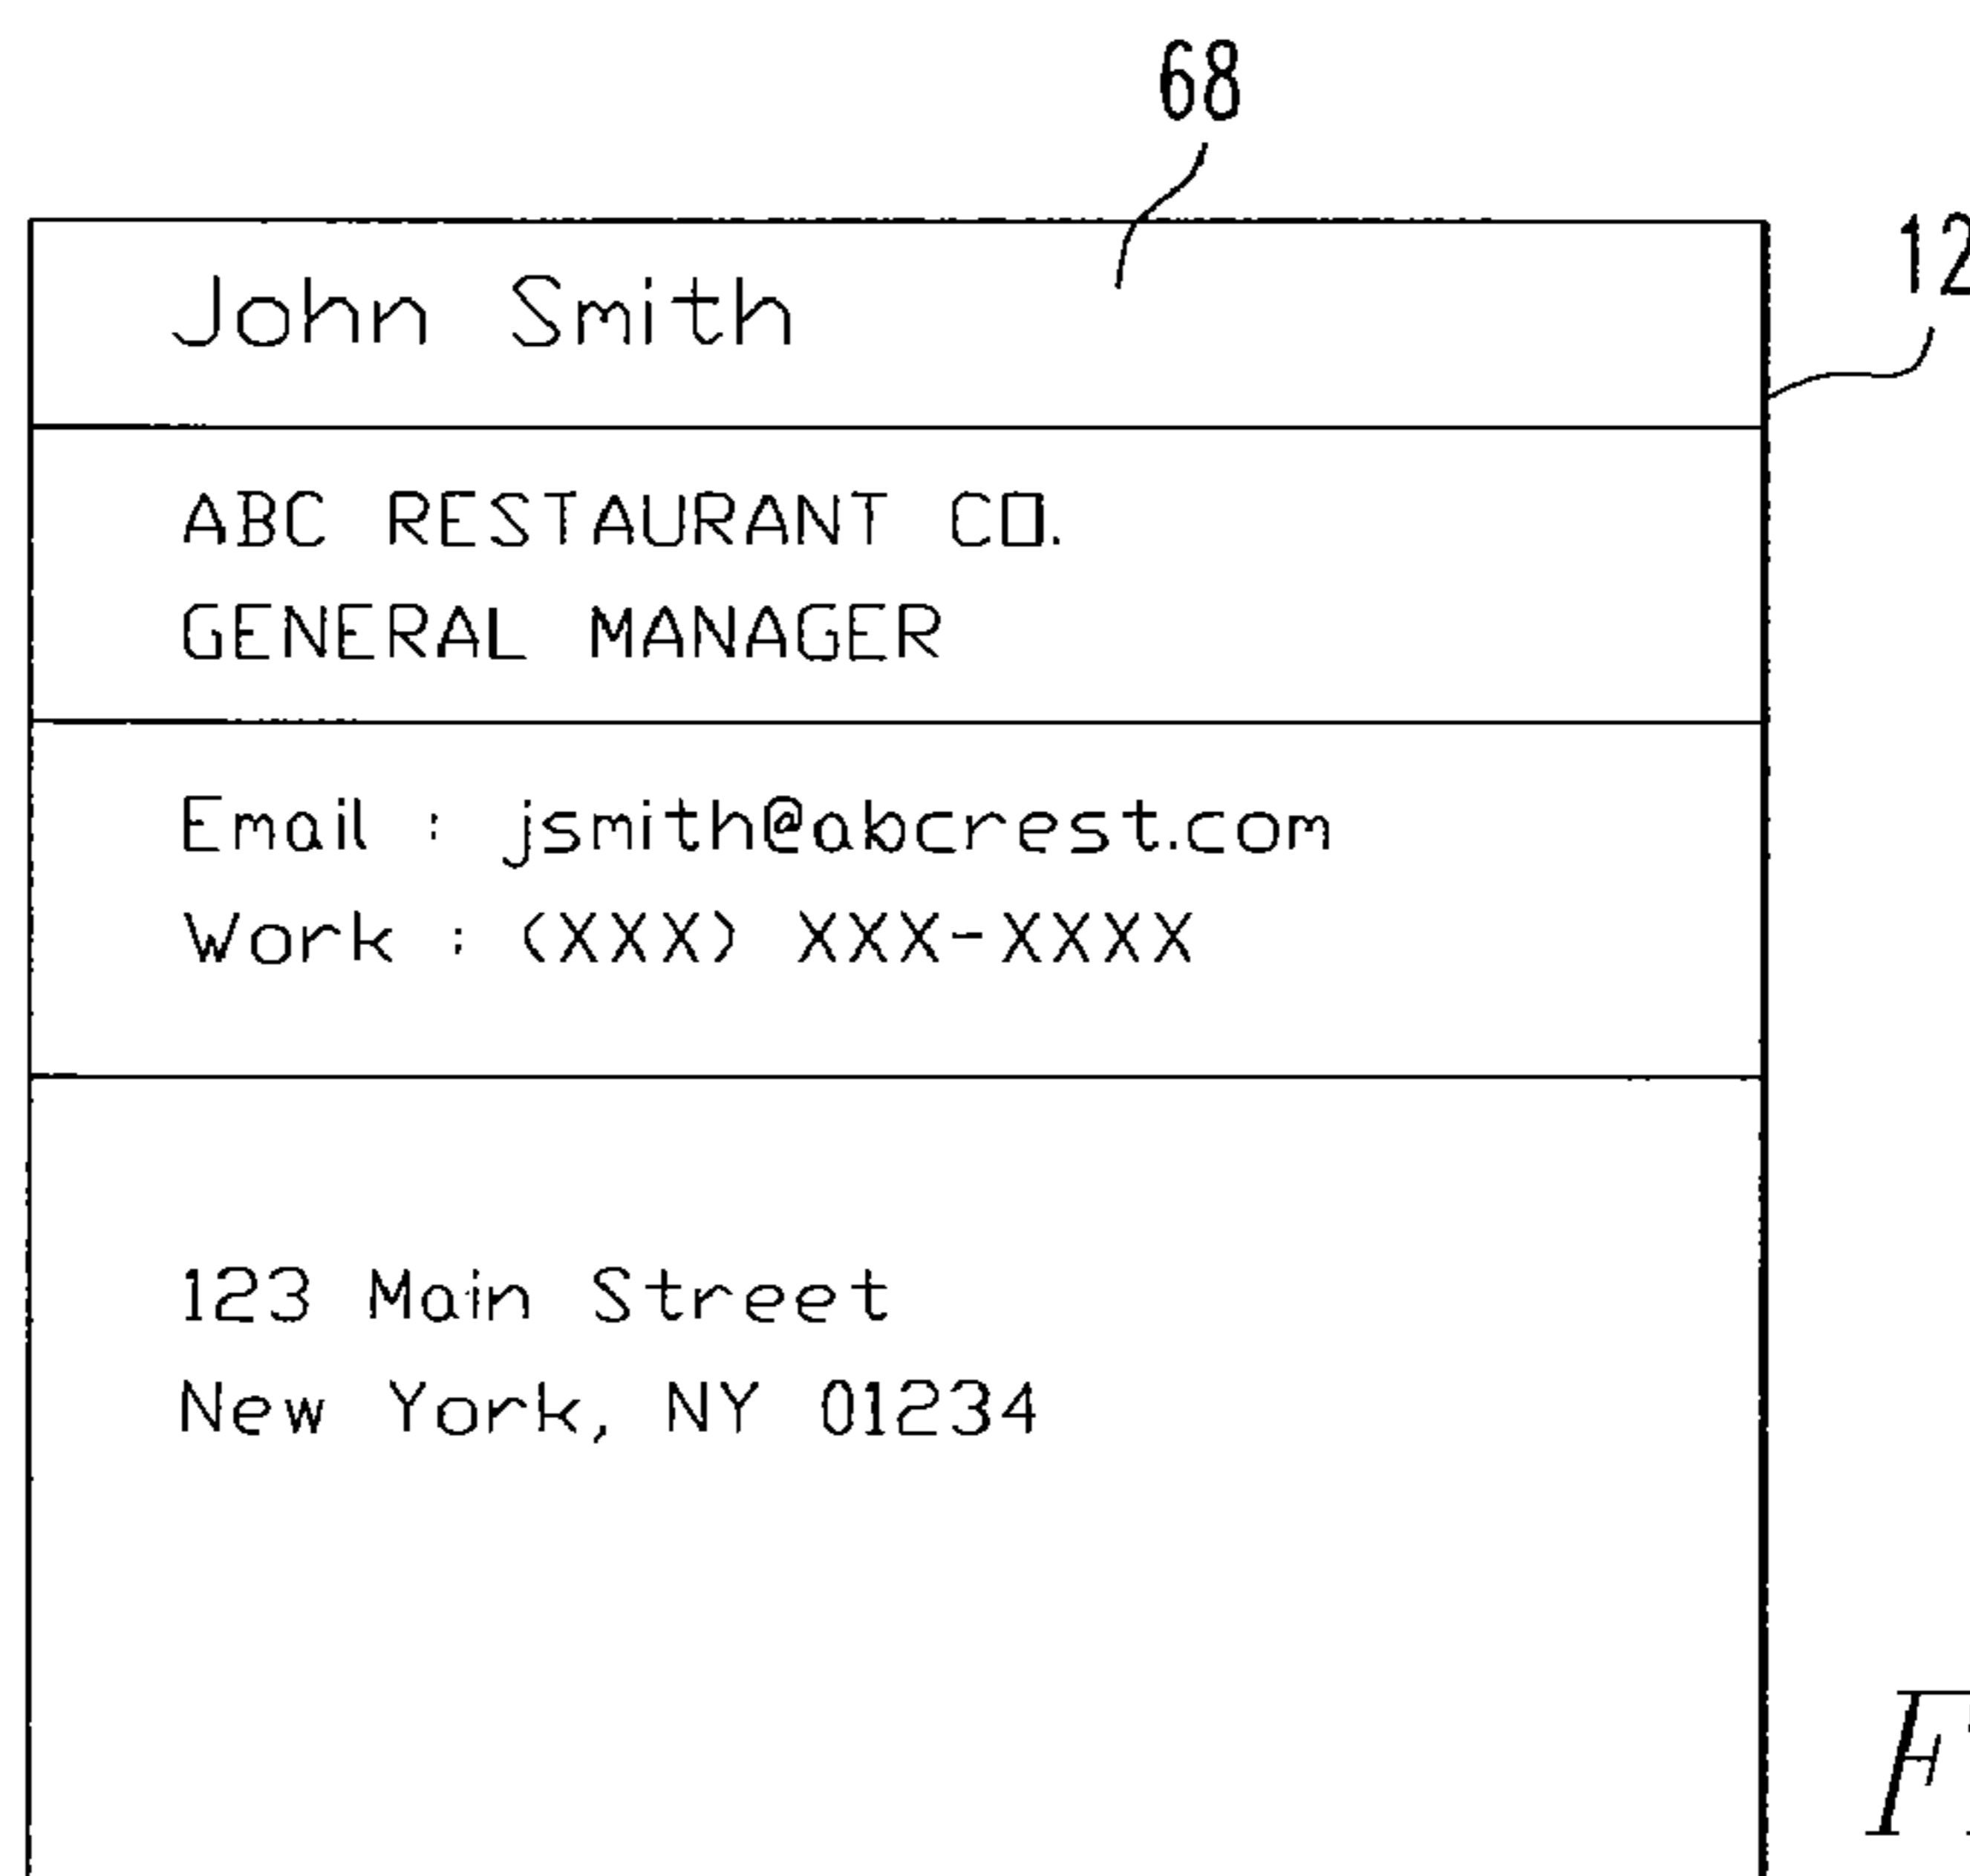 68
12
John Smith
ABC RESTAURANT CO.
GENERAL MANAGER
Email : jsmith@abcrest.com
Work : (XXX) XXX-XXXX
123 Main Street
New York, NY 01234